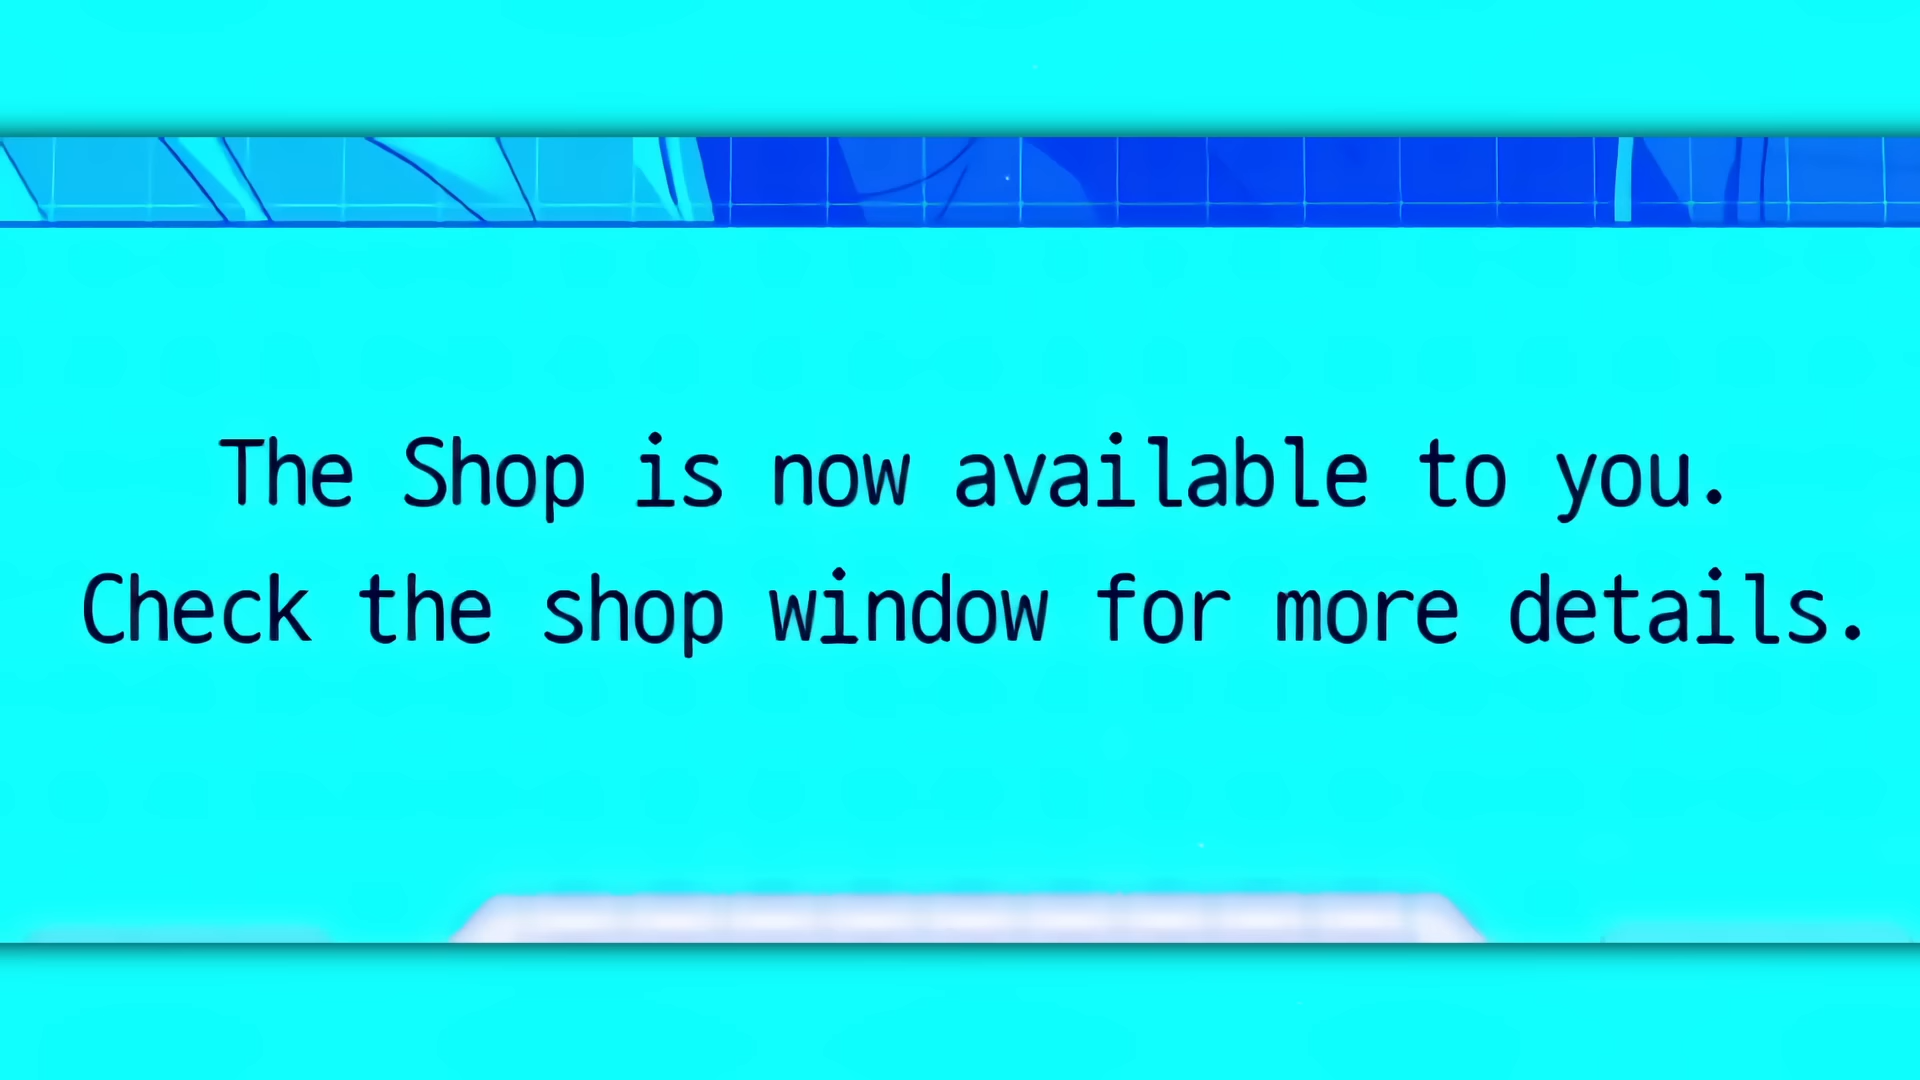 The Shop is now available to you.
Check the shop window for more details.